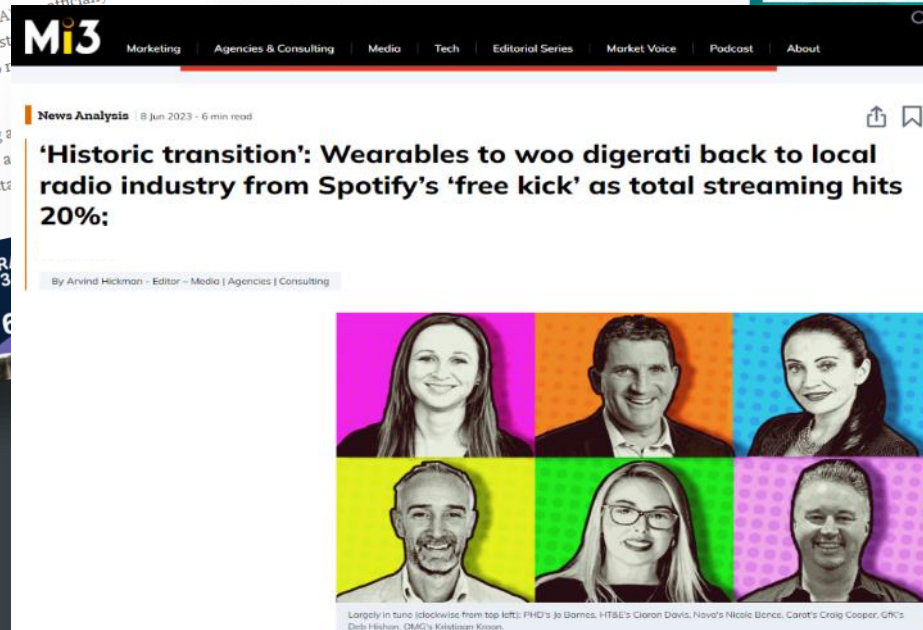 officially
Mi3
Marketing | Agencies & Consulting | Media | Tech | Editorial Series | Market Voice | Podcast | About
News Analysis | 8 Jun 2023 - 6 min read
‘Historic transition’: Wearables to woo digerati back to local
radio industry from Spotify’s ‘free kick’ as total streaming hits
20%;
By Arvind Hickman - Editor – Media | Agencies | Consulting
Largely in tune (clockwise from top left): PHD's Jo Barnes, HT&E's Ciaron Davis, Nova's Nicole Bence, Carat's Craig Cooper, GfK's
Deb Hishon, OMG's Kristiaan Kroon.